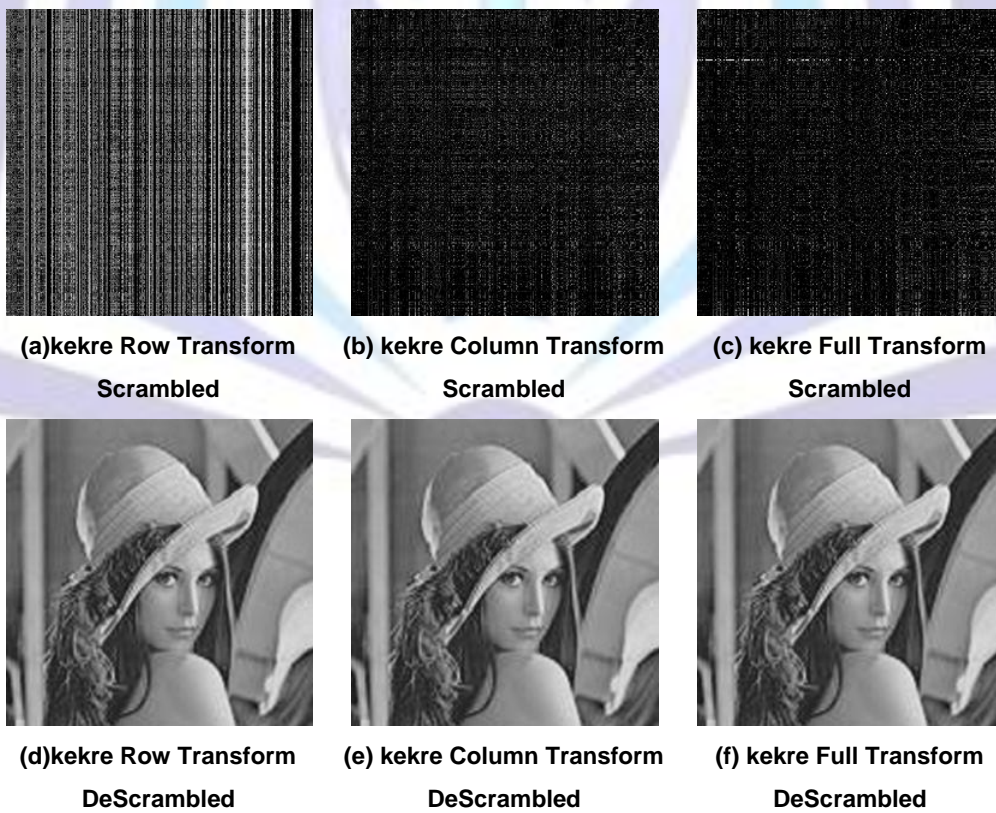 (a)kekre Row Transform
Scrambled
(b) kekre Column Transform
Scrambled
(c) kekre Full Transform
Scrambled
(d)kekre Row Transform
DeScrambled
(e) kekre Column Transform
DeScrambled
(f) kekre Full Transform
DeScrambled